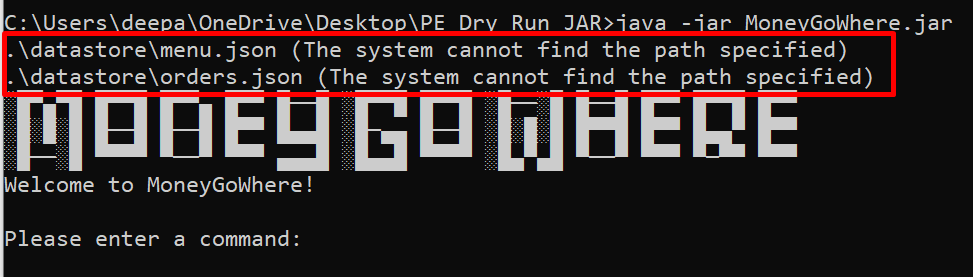 C:\Users\deepa\OneDrive\Desktop\PE Dry Run JAR>java -jar MoneyGoWhere.jar
.\datastore\menu.json (The system cannot find the path specified)
.\datastore\orders.json (The system cannot find the path specified)
MONEY GO WHERE
Welcome to MoneyGoWhere!
Please enter a command: